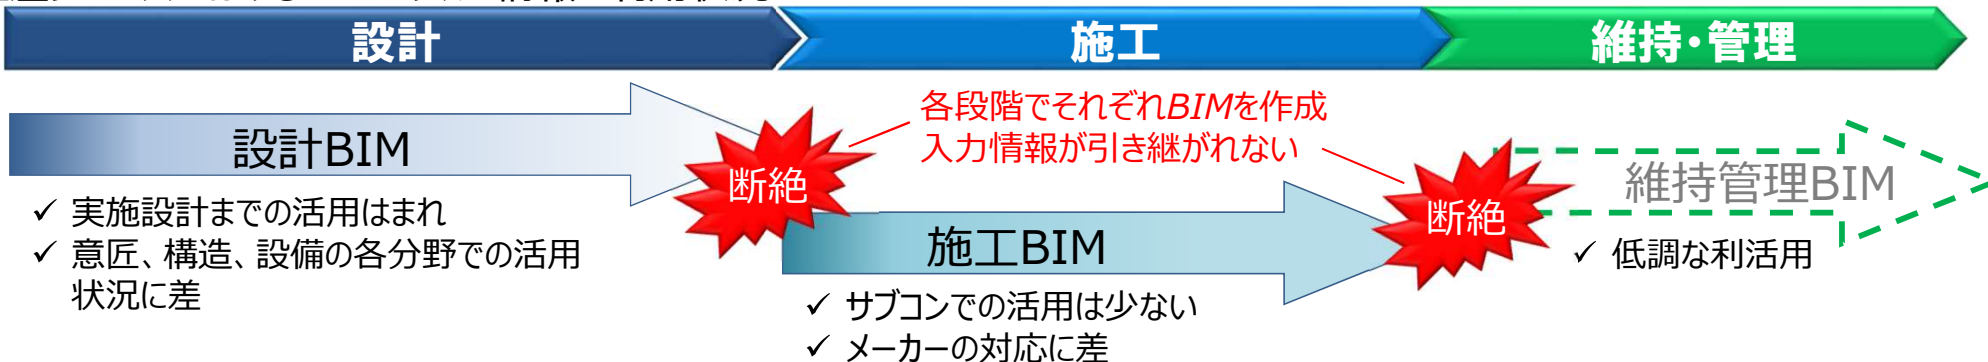 設計
施工
維持・管理
各段階でそれぞれBIMを作成
入力情報が引き継がれない
設計BIM
断絶
維持管理BIM
断絶
✓ 実施設計までの活用はまれ
✓ 意匠、構造、設備の各分野での活用
状況に差
施工BIM
✓ 低調な利活用
✓ サブコンでの活用は少ない
✓ メーカーの対応に差